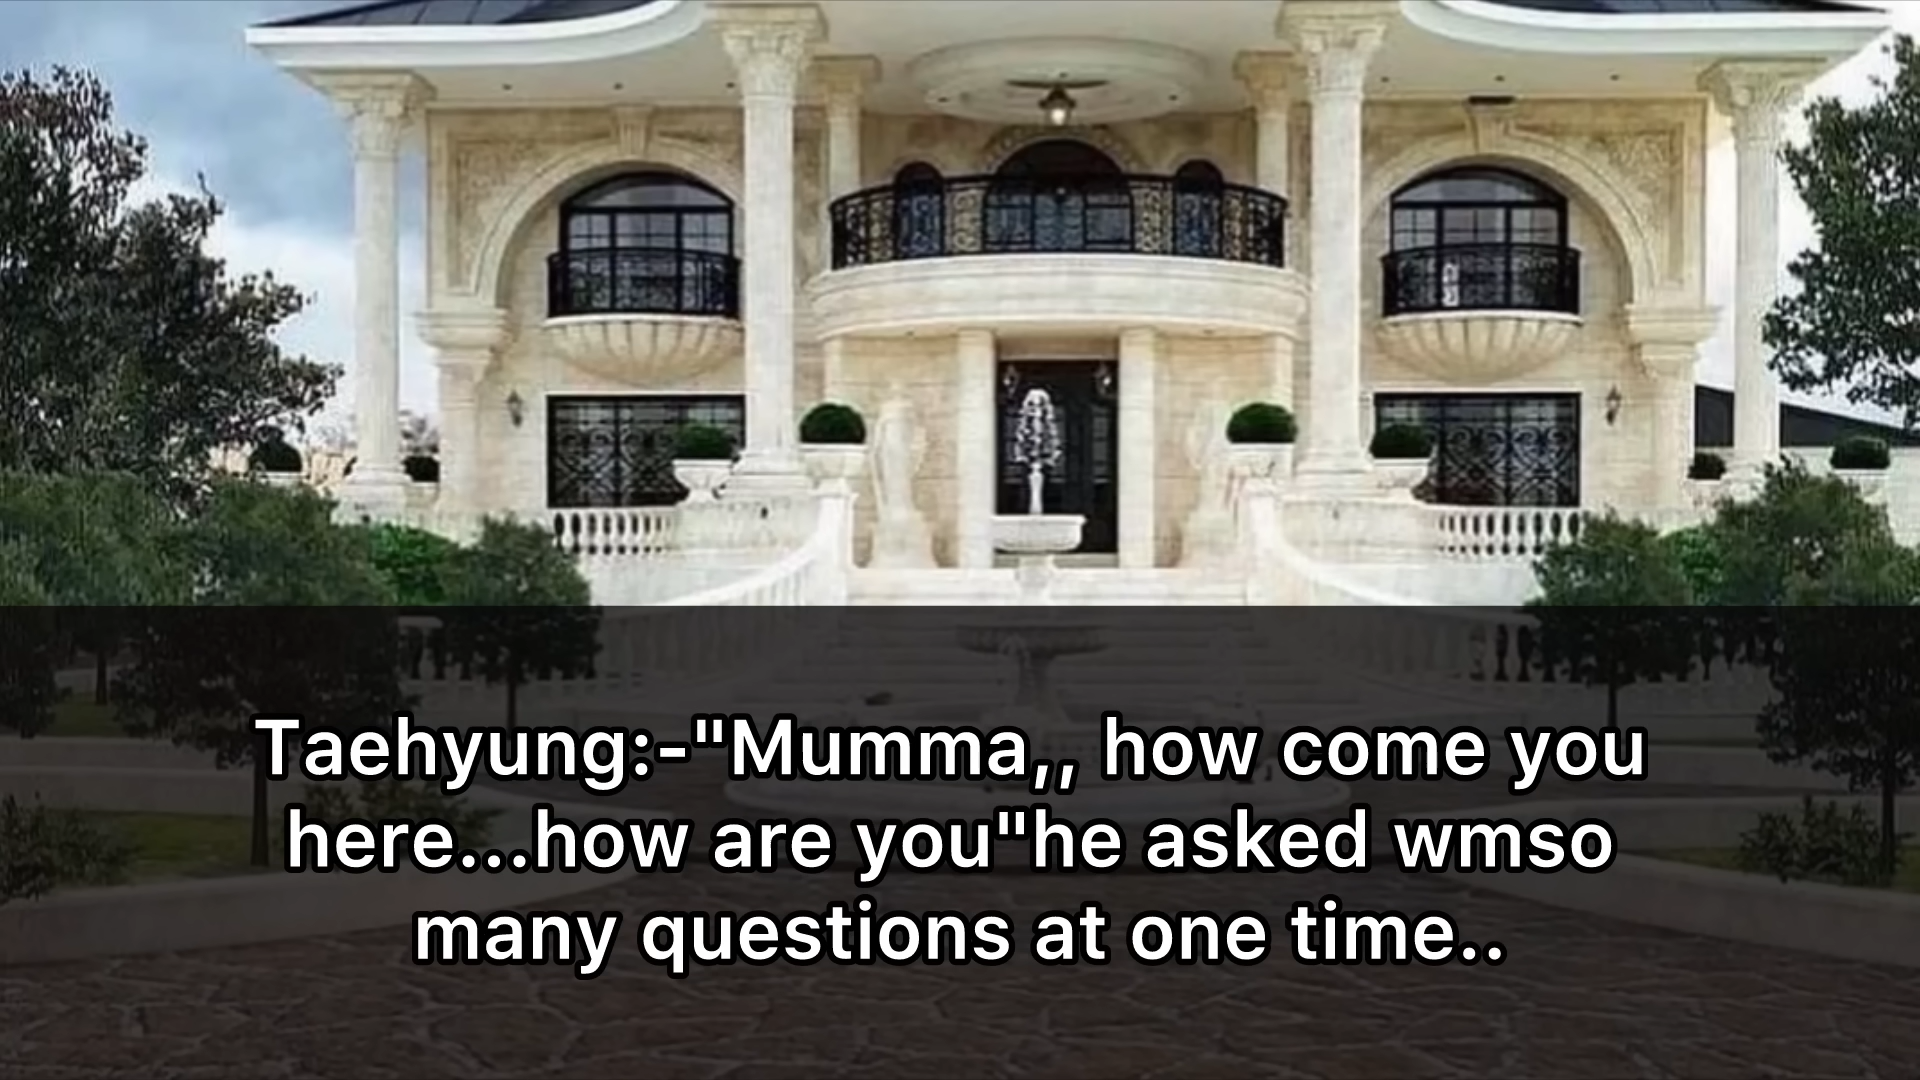 Taehyung:-"Mumma,, how come you
here...how are you"he asked wmso
many questions at one time..